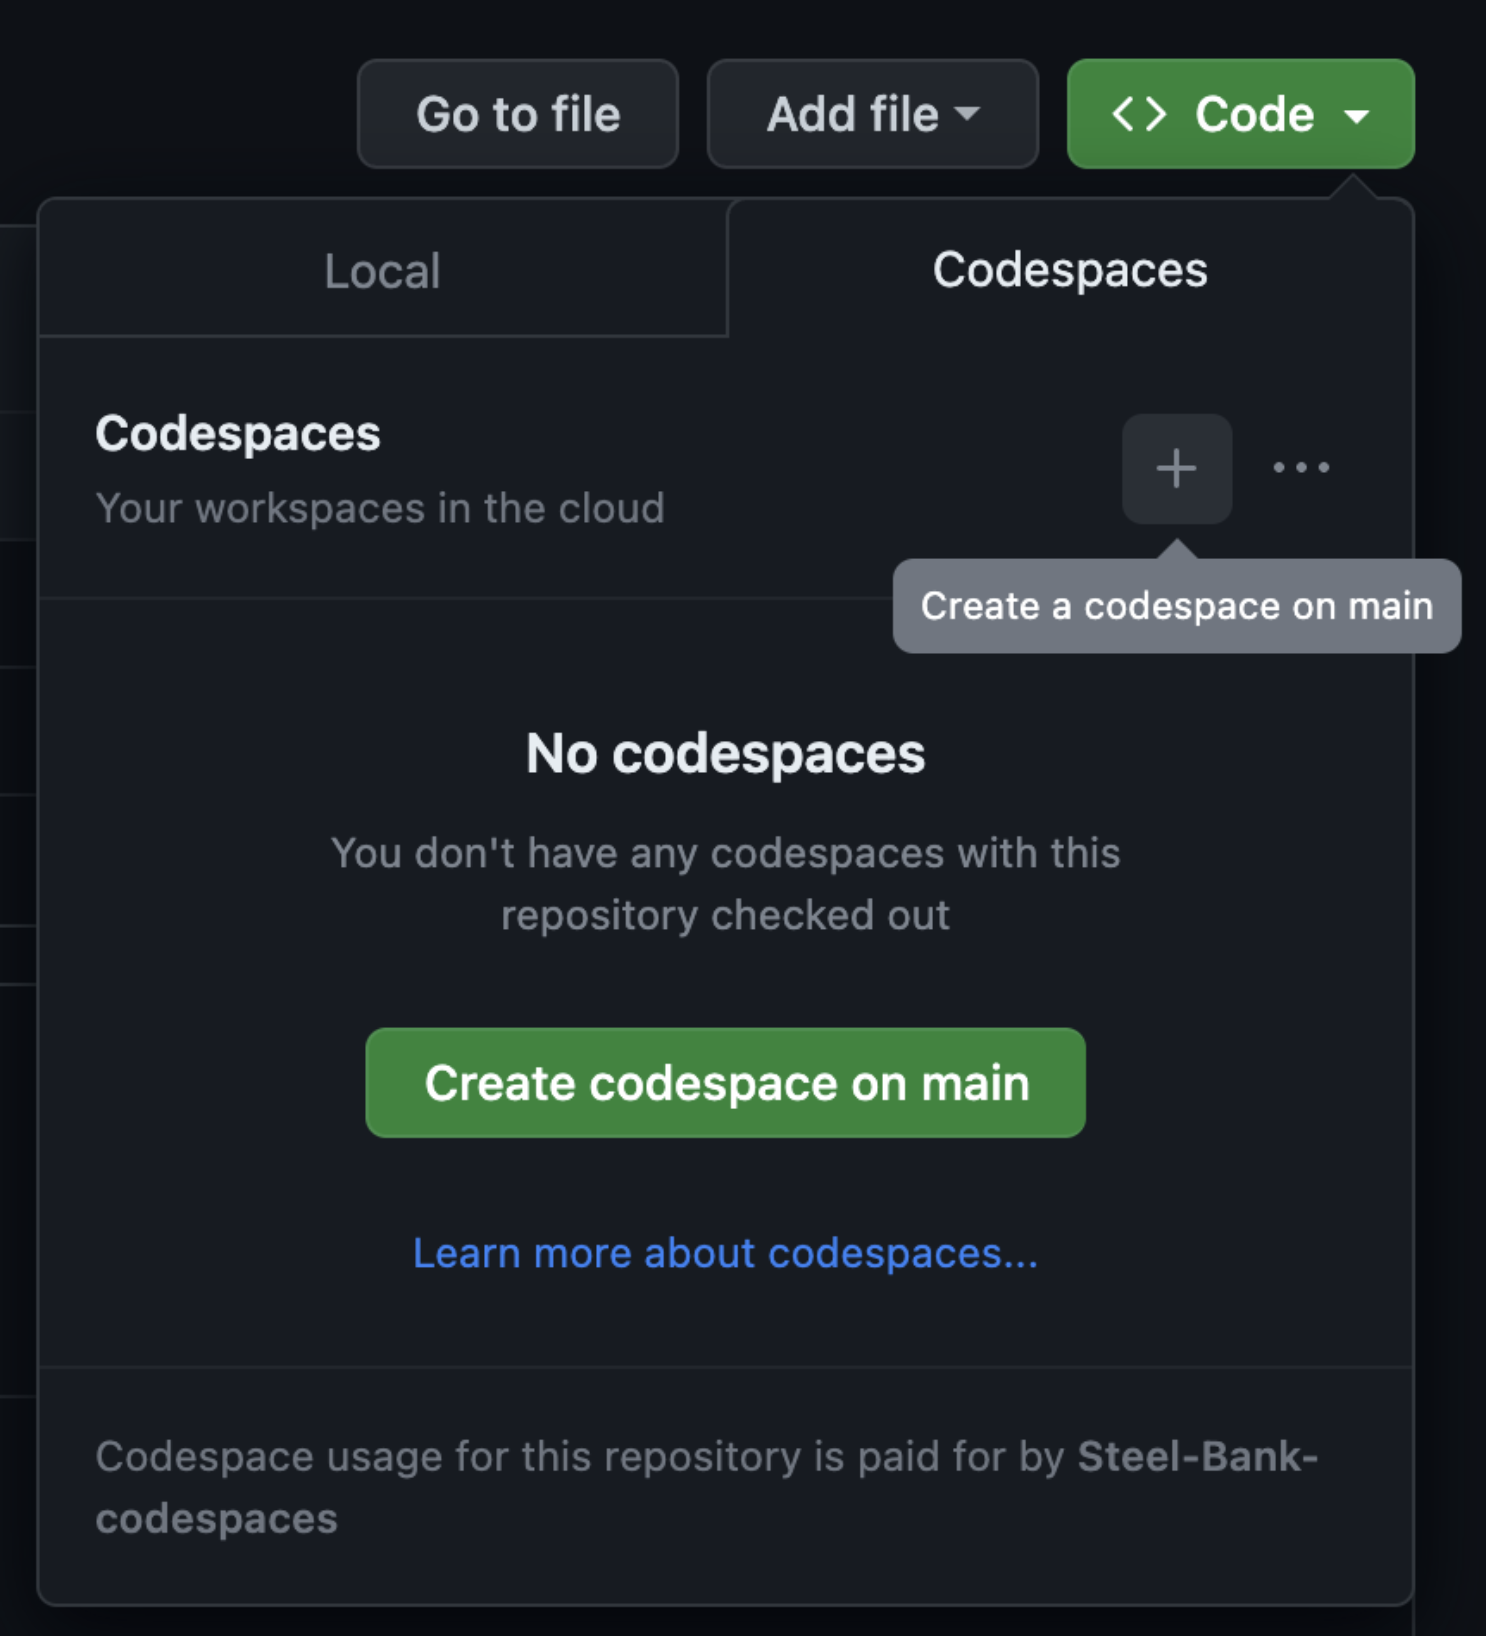 Go to file
Add file
<> Code
Local
Codespaces
Codespaces
Your workspaces in the cloud
Create a codespace on main
No codespaces
You don't have any codespaces with this
repository checked out
Create codespace on main
Learn more about codespaces...
Codespace usage for this repository is paid for by Steel-Bank-
codespaces